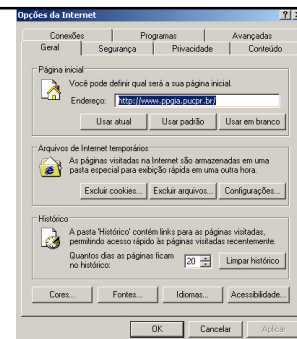 Opções da Internet
Conexões Programas Avançadas
Geral Segurança Privacidade Conteúdo
Página inicial
Você pode definir qual será a sua página inicial.
Endereço: http://www.ppgia.pucpr.br/
Usar atual Usar padrão Usar em branco
Arquivos de Internet temporários
As páginas visitadas na Internet são armazenadas em uma
pasta especial para exibição rápida em uma outra hora.
Excluir cookies... Excluir arquivos... Configurações...
Histórico
A pasta 'Histórico' contém links para as páginas visitadas,
permitindo acesso rápido às páginas visitadas recentemente.
Quantos dias as páginas ficam
no histórico: 20 Limpar histórico
Cores... Fontes... Idiomas... Acessibilidade...
OK Cancelar Aplicar